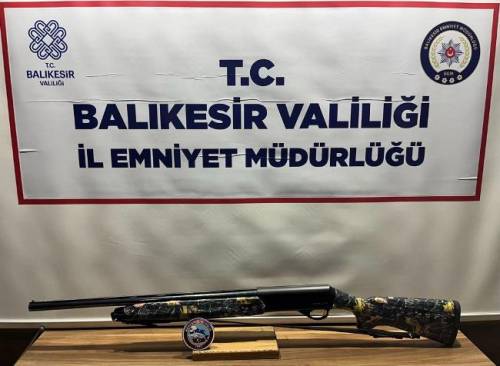 T.C.
BALIKESİR
VALİLİĞİ
T.C.
BALIKESİR VALİLİĞİ
İL EMNİYET MÜDÜRLÜĞÜ